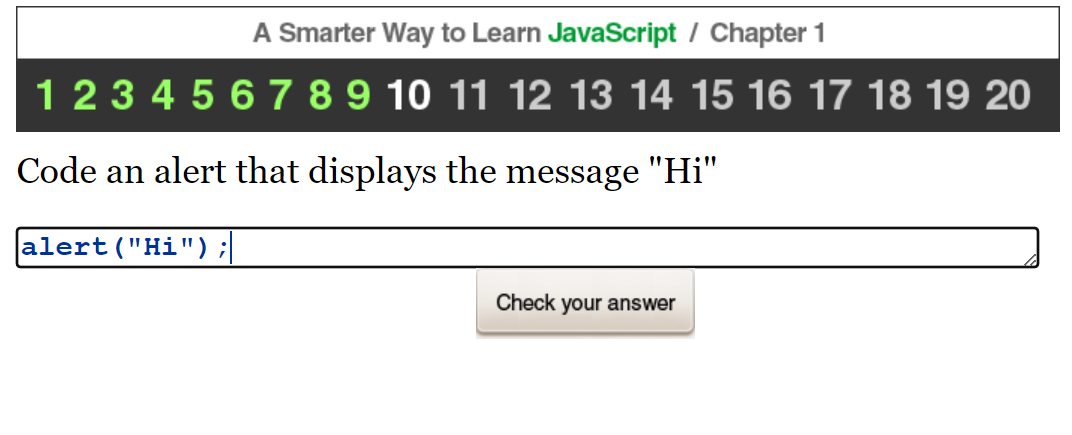 A Smarter Way to Learn JavaScript / Chapter 1
1 2 3 4 5 6 7 8 9 10 11 12 13 14 15 16 17 18 19 20
Code an alert that displays the message "Hi"
alert("Hi");
Check your answer